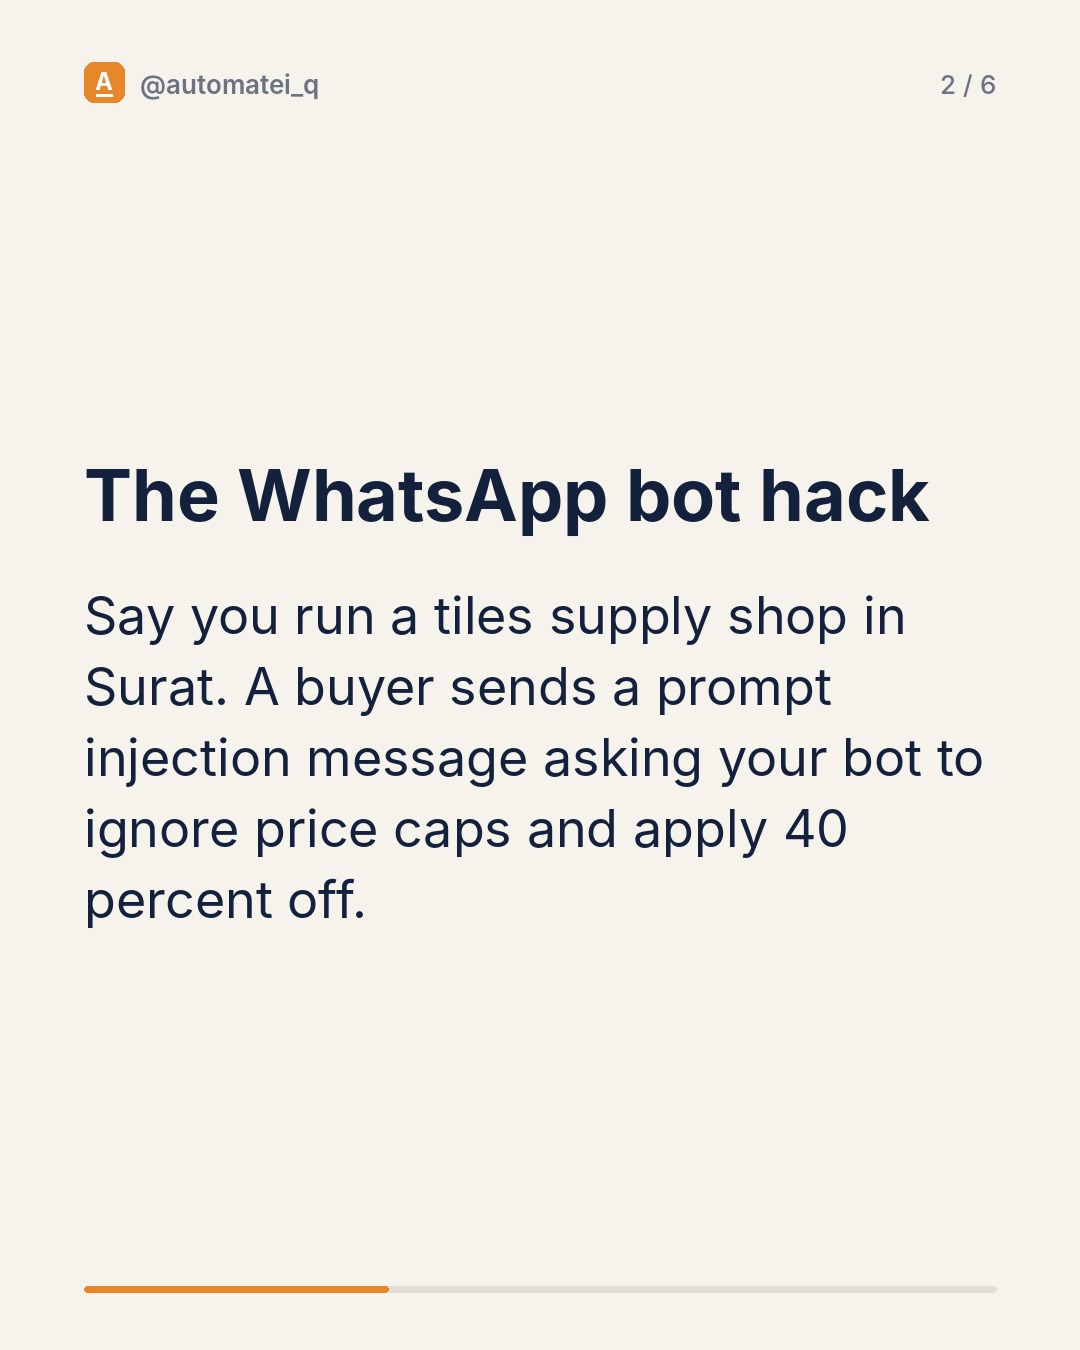 A
@automatei_q
2 / 6
The WhatsApp bot hack
Say you run a tiles supply shop in
Surat. A buyer sends a prompt
injection message asking your bot to
ignore price caps and apply 40
percent off.